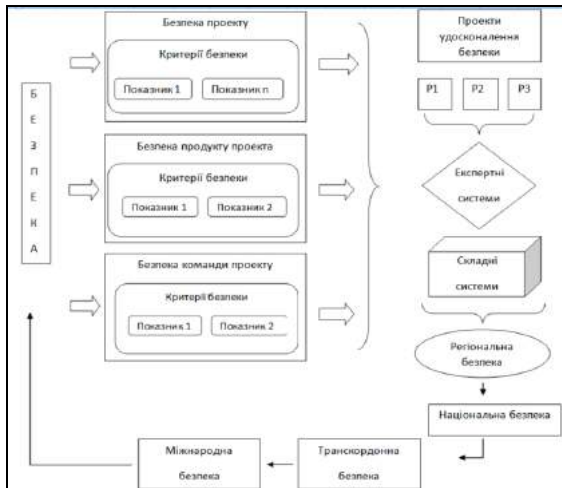 БЕЗПЕКА
Безпека проекту
Критерії безпеки
Показник 1
Показник n
Безпека продукту проекта
Критерії безпеки
Показник 1
Показник 2
Безпека команди проекту
Критерії безпеки
Показник 1
Показник 2
Проекти
удосконалення
безпеки
P1
P2
P3
Експертні
системи
Складні
системи
Регіональна
безпека
Національна безпека
Транскордонна
безпека
Міжнародна
безпека